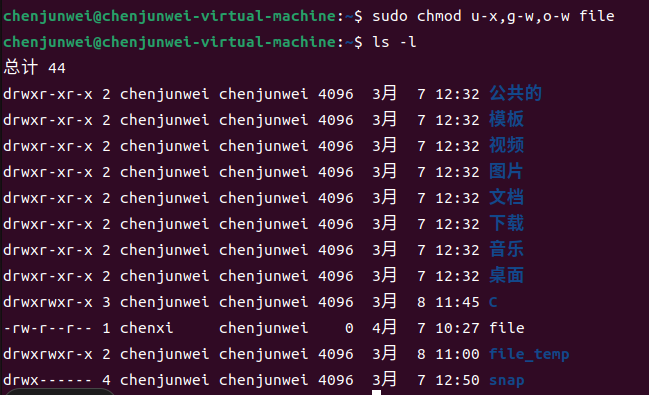 chenjunwei@chenjunwei-virtual-machine:~$ sudo chmod u-x,g-w,o-w file
chenjunwei@chenjunwei-virtual-machine:~$ ls -l
总计 44
drwxr-xr-x 2 chenjunwei chenjunwei 4096  3月  7 12:32 公共的
drwxr-xr-x 2 chenjunwei chenjunwei 4096  3月  7 12:32 模板
drwxr-xr-x 2 chenjunwei chenjunwei 4096  3月  7 12:32 视频
drwxr-xr-x 2 chenjunwei chenjunwei 4096  3月  7 12:32 图片
drwxr-xr-x 2 chenjunwei chenjunwei 4096  3月  7 12:32 文档
drwxr-xr-x 2 chenjunwei chenjunwei 4096  3月  7 12:32 下载
drwxr-xr-x 2 chenjunwei chenjunwei 4096  3月  7 12:32 音乐
drwxr-xr-x 2 chenjunwei chenjunwei 4096  3月  7 12:32 桌面
drwxrwxr-x 3 chenjunwei chenjunwei 4096  3月  8 11:45 C
-rw-r--r-- 1 chenxi     chenjunwei    0  4月  7 10:27 file
drwxrwxr-x 2 chenjunwei chenjunwei 4096  3月  8 11:00 file_temp
drwx------ 4 chenjunwei chenjunwei 4096  3月  7 12:50 snap